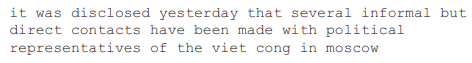 it was disclosed yesterday that several informal but
direct contacts have been made with political
representatives of the viet cong in moscow